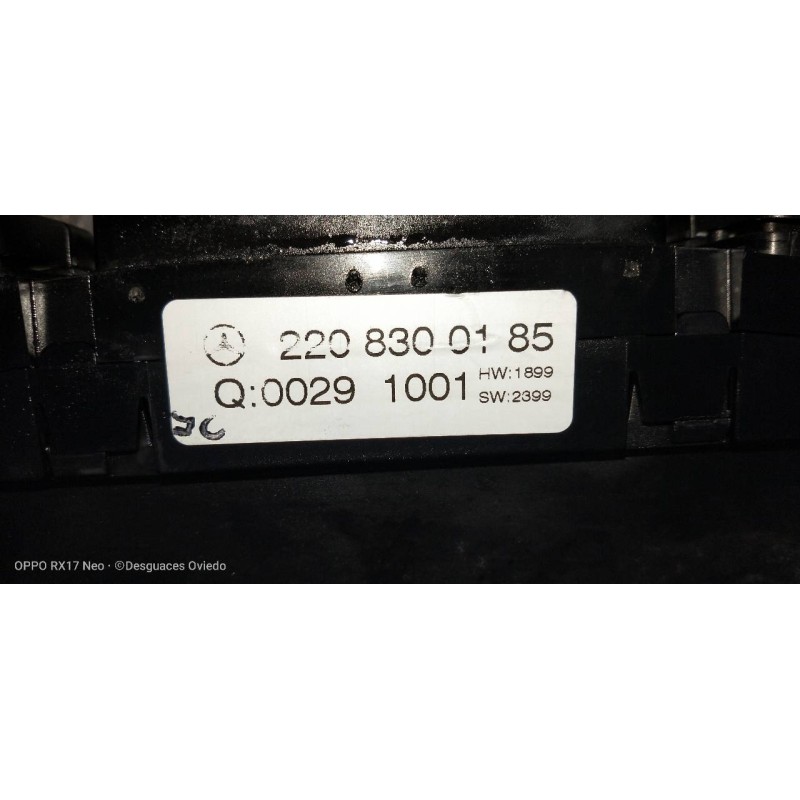 220 830 01 85
Q:0029 1001 HW:1899
SW:2399
OPPO RX17 Neo · ©Desguaces Oviedo